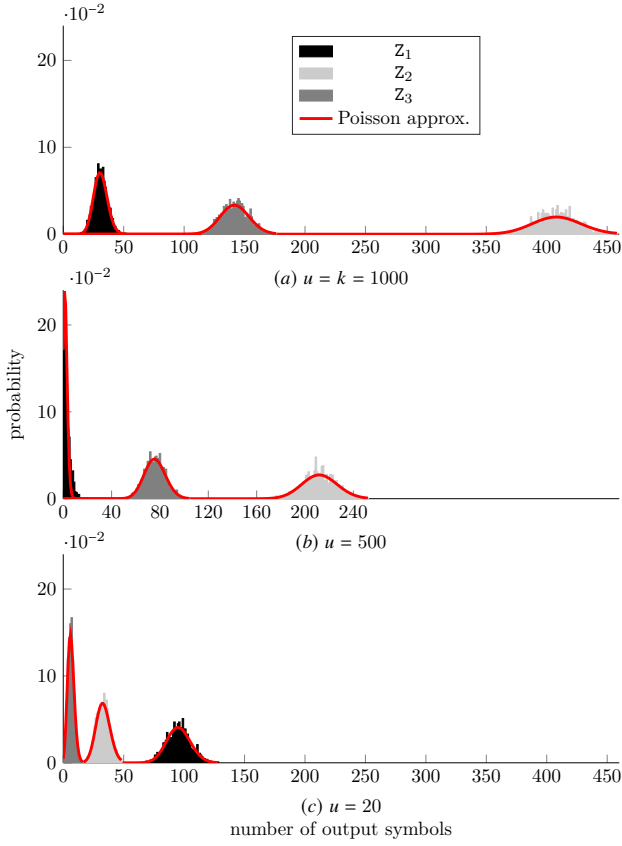 ·10⁻²
20
10
0
0 50 100 150 200 250 300 350 400 450
Z₁
Z₂
Z₃
Poisson approx.
(a) u = k = 1000
·10⁻²
20
10
0
0 40 80 120 160 200 240
probability
(b) u = 500
·10⁻²
20
10
0
0 50 100 150 200 250 300 350 400 450
(c) u = 20
number of output symbols